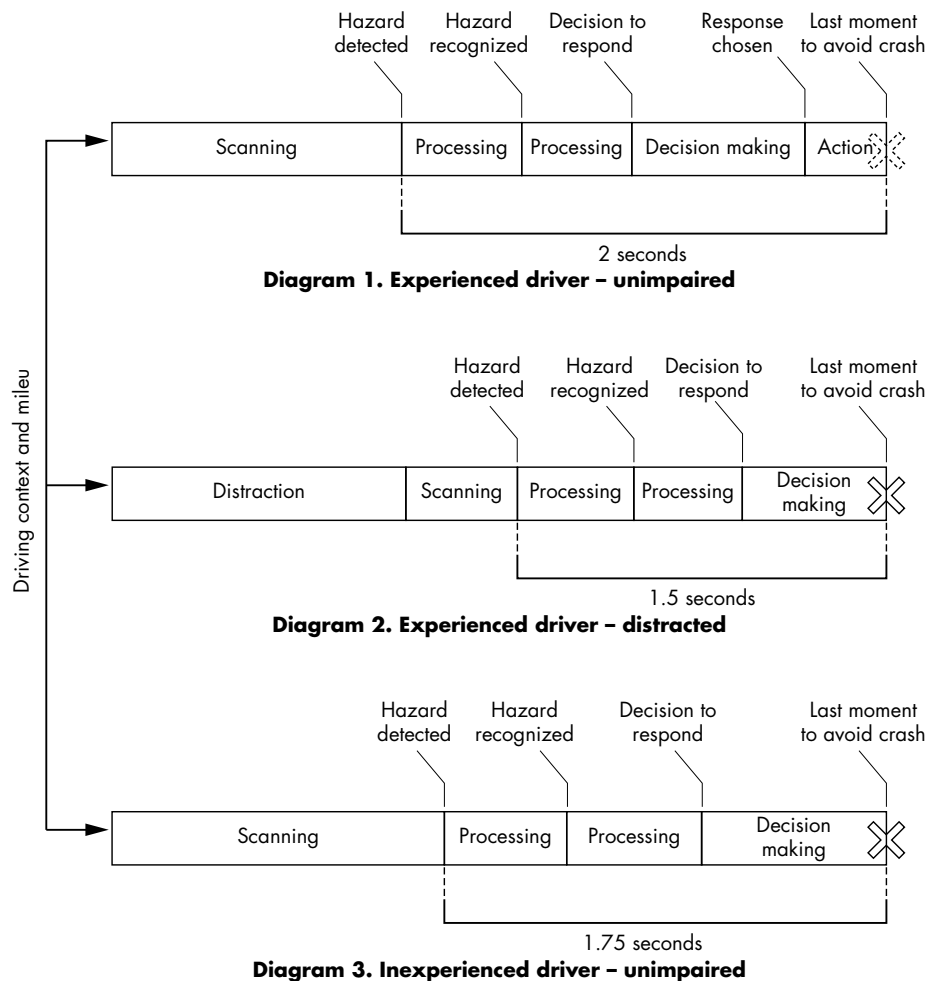 Hazard
detected
Hazard
recognized
Decision to
respond
Response
chosen
Last moment
to avoid crash
Scanning
Processing
Processing
Decision making
Action
2 seconds
Diagram 1. Experienced driver – unimpaired
Driving context and mileu
Hazard
detected
Hazard
recognized
Decision to
respond
Last moment
to avoid crash
Distraction
Scanning
Processing
Processing
Decision
making
1.5 seconds
Diagram 2. Experienced driver – distracted
Hazard
detected
Hazard
recognized
Decision to
respond
Last moment
to avoid crash
Scanning
Processing
Processing
Decision
making
1.75 seconds
Diagram 3. Inexperienced driver – unimpaired